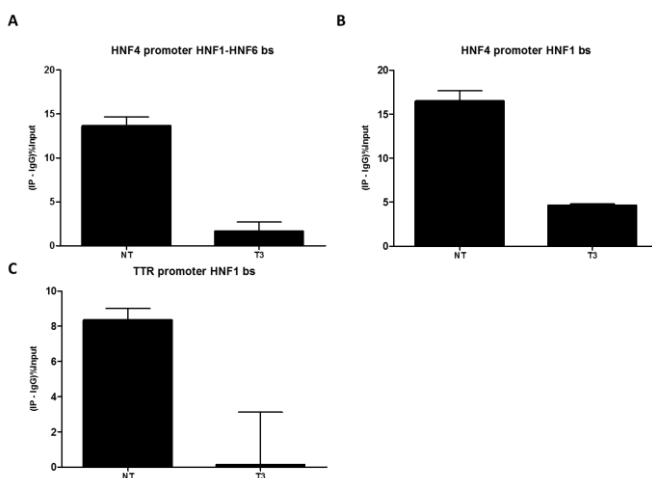 A
HNF4 promoter HNF1-HNF6 bs
(IP - IgG)%Input
20
15
10
5
0
NT
T3
B
HNF4 promoter HNF1 bs
(IP - IgG)%Input
20
15
10
5
0
NT
T3
C
TTR promoter HNF1 bs
(IP - IgG)%Input
10
8
6
4
2
0
NT
T3